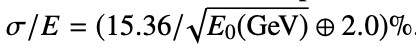 σ/E = (15.36/√E₀(GeV) ⊕ 2.0)%.